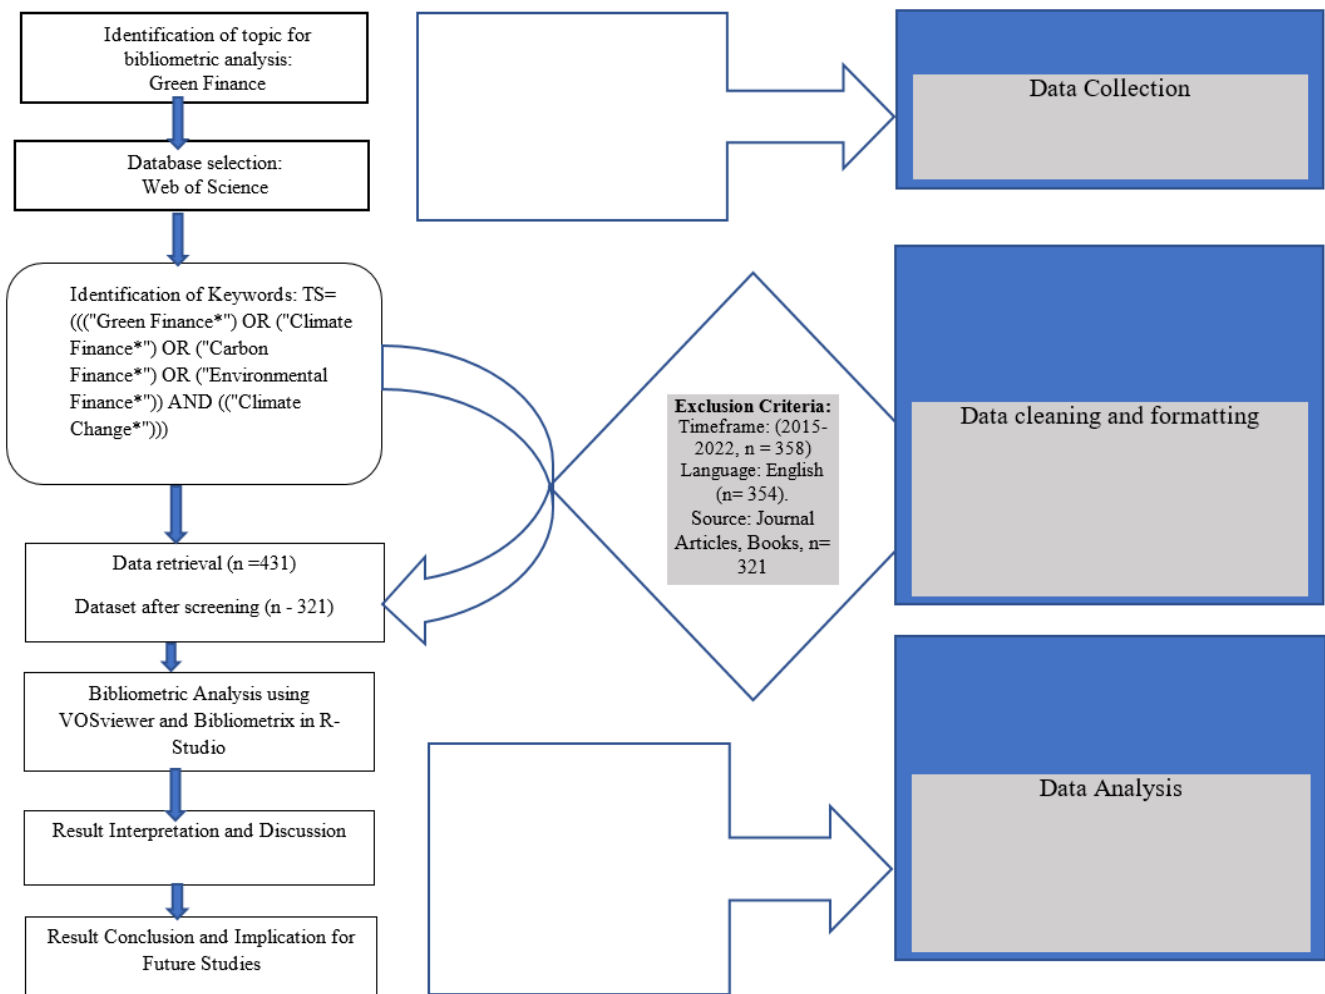 Identification of topic for
bibliometric analysis:
Green Finance
Database selection:
Web of Science
Identification of Keywords: TS=
((("Green Finance*") OR ("Climate
Finance*") OR ("Carbon
Finance*") OR ("Environmental
Finance*")) AND (("Climate
Change*")))
Data retrieval (n =431)
Dataset after screening (n - 321)
Bibliometric Analysis using
VOSviewer and Bibliometrix in R-
Studio
Result Interpretation and Discussion
Result Conclusion and Implication for
Future Studies
Exclusion Criteria:
Timeframe: (2015-
2022, n = 358)
Language: English
(n= 354).
Source: Journal
Articles, Books, n=
321
Data Collection
Data cleaning and formatting
Data Analysis